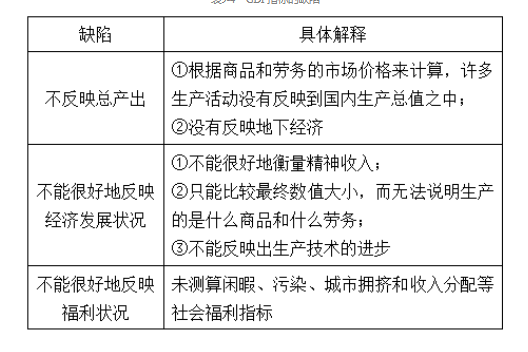 缺陷 具体解释
不反映总产出
①根据商品和劳务的市场价格来计算，许多
生产活动没有反映到国内生产总值之中；
②没有反映地下经济
不能很好地反映
经济发展状况
①不能很好地衡量精神收入；
②只能比较最终数值大小，而无法说明生产
的是什么商品和什么劳务；
③不能反映出生产技术的进步
不能很好地反映
福利状况
未测算闲暇、污染、城市拥挤和收入分配等
社会福利指标